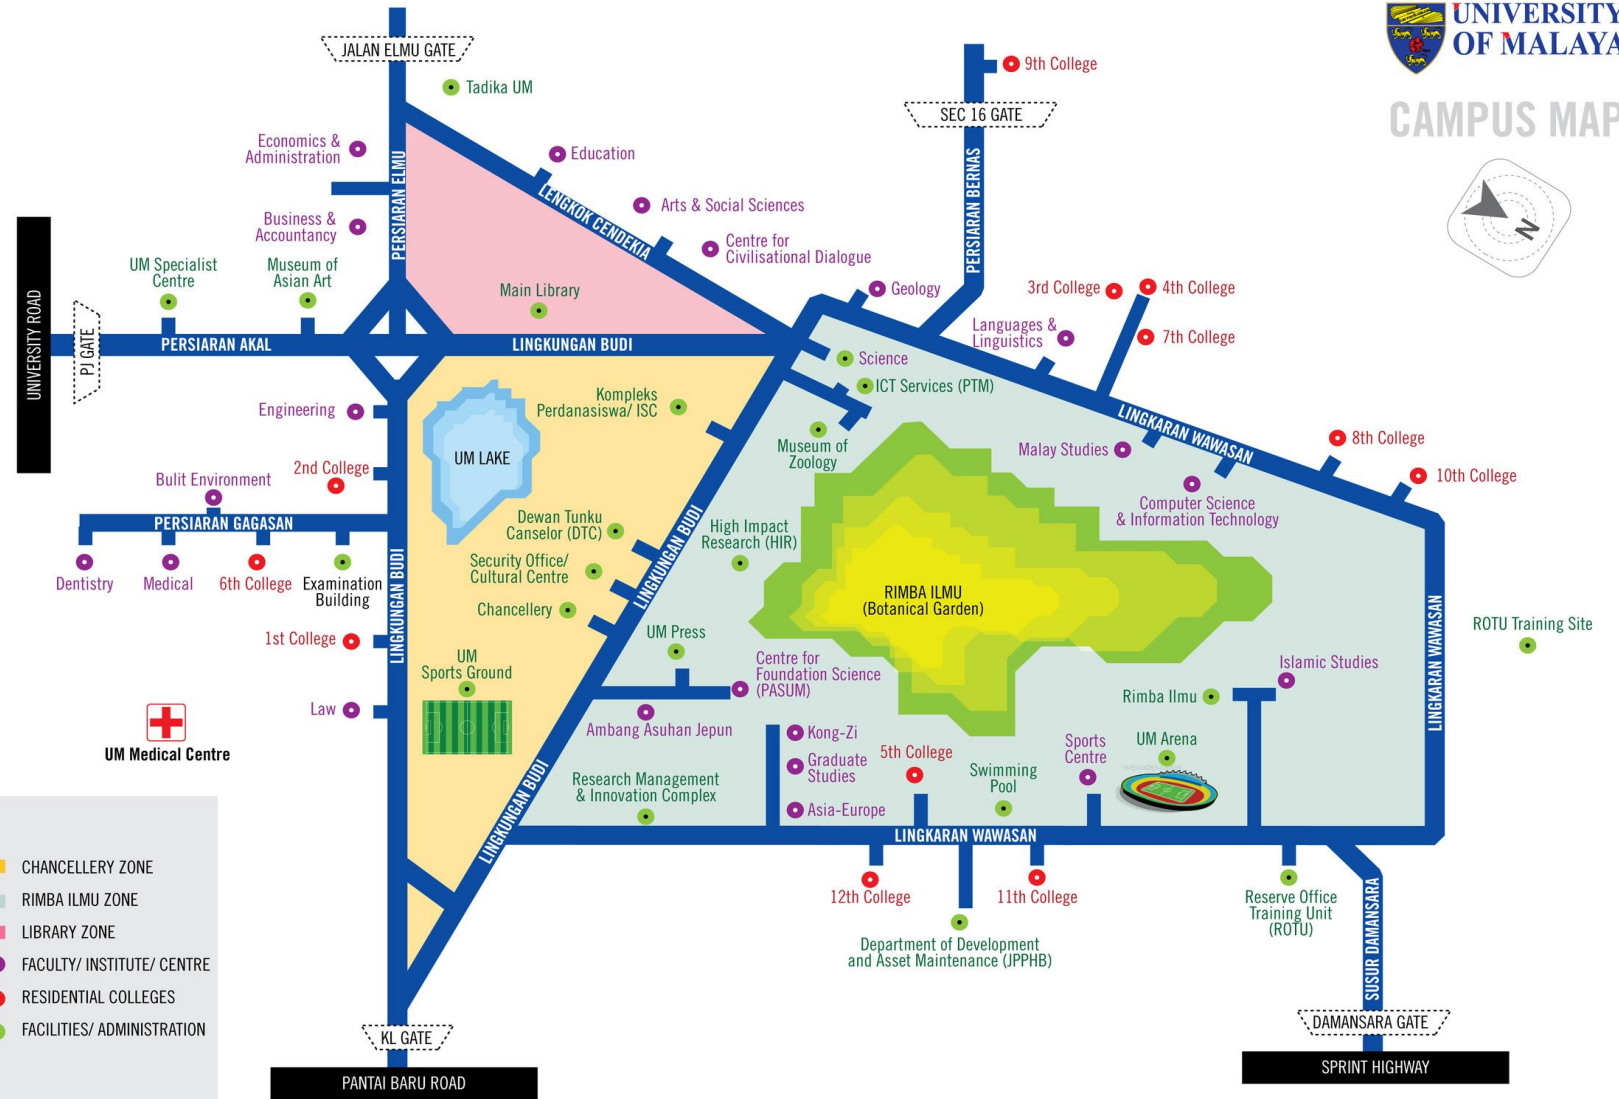 UNIVERSITY
OF MALAYA
CAMPUS MAP
N
JALAN ELMU GATE
Tadika UM
9th College
SEC 16 GATE
Economics &
Administration
PERSIARAN ELMU
Education
LENGKOK CENDEKIA
Arts & Social Sciences
Centre for
Civilisational Dialogue
PERSIARAN BERNAS
Business &
Accountancy
UM Specialist
Centre
Museum of
Asian Art
Main Library
Geology
3rd College
4th College
Languages &
Linguistics
7th College
UNIVERSITY ROAD
PJ GATE
PERSIARAN AKAL
LINGKUNGAN BUDI
Science
ICT Services (PTM)
Kompleks
Perdanasiswa/ ISC
Engineering
UM LAKE
Museum of
Zoology
LINGKARAN WAWASAN
Malay Studies
8th College
10th College
Computer Science
& Information Technology
2nd College
Bulit Environment
PERSIARAN GAGASAN
Dentistry
Medical
6th College
Examination
Building
LINGKUNGAN BUDI
Dewan Tunku
Canselor (DTC)
Security Office/
Cultural Centre
Chancellery
LINGKUNGAN BUDI
High Impact
Research (HIR)
RIMBA ILMU
(Botanical Garden)
LINGKARAN WAWASAN
ROTU Training Site
1st College
UM
Sports Ground
UM Press
Centre for
Foundation Science
(PASUM)
Islamic Studies
Rimba Ilmu
Law
Ambang Asuhan Jepun
Kong-Zi
Graduate
Studies
Asia-Europe
5th College
Swimming
Pool
Sports
Centre
UM Arena
UM Medical Centre
Research Management
& Innovation Complex
LINGKUNGAN BUDI
LINGKARAN WAWASAN
12th College
11th College
Department of Development
and Asset Maintenance (JPPHB)
Reserve Office
Training Unit
(ROTU)
SUSUR DAMANSARA
CHANCELLERY ZONE
RIMBA ILMU ZONE
LIBRARY ZONE
FACULTY/ INSTITUTE/ CENTRE
RESIDENTIAL COLLEGES
FACILITIES/ ADMINISTRATION
KL GATE
PANTAI BARU ROAD
DAMANSARA GATE
SPRINT HIGHWAY